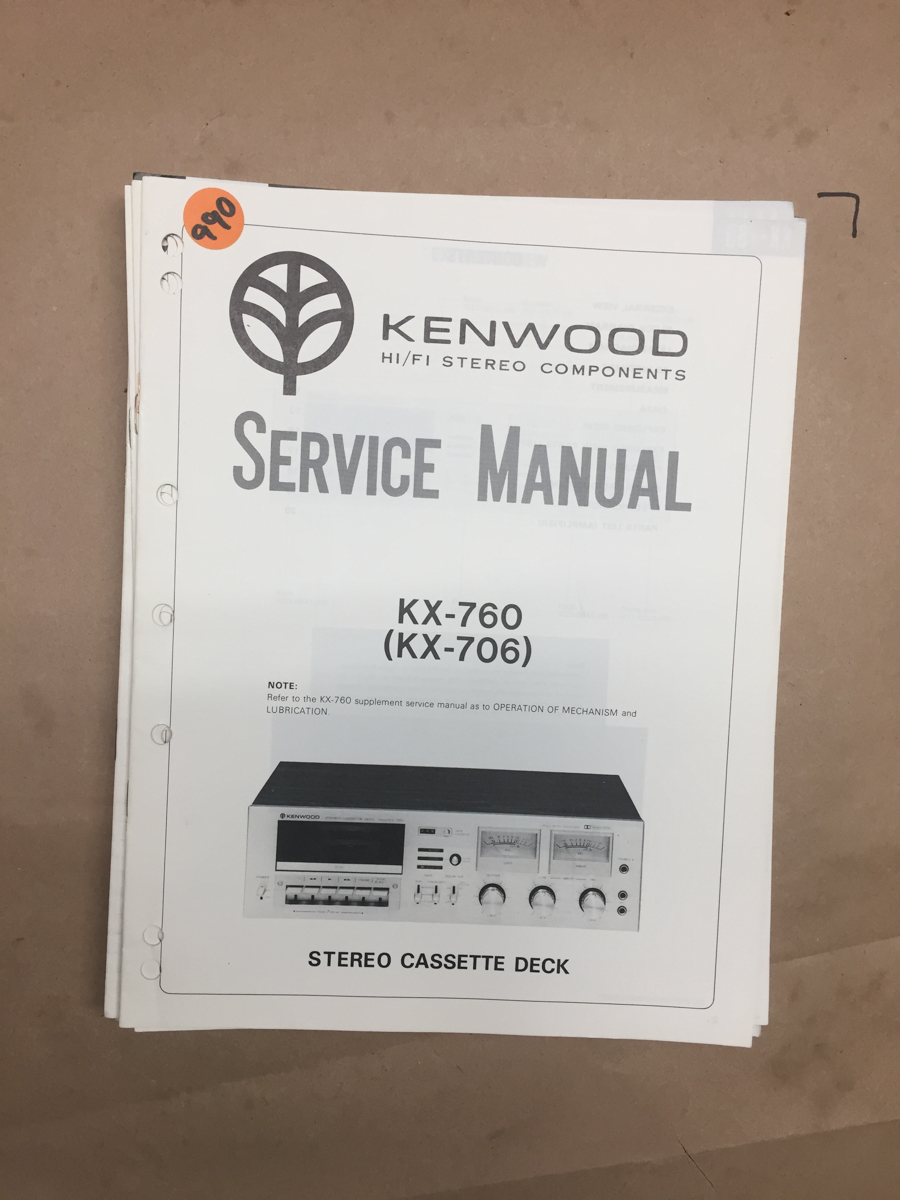 990
KENWOOD
HI/FI STEREO COMPONENTS
SERVICE MANUAL
KX-760
(KX-706)
NOTE:
Refer to the KX-760 supplement service manual as to OPERATION OF MECHANISM and
LUBRICATION.
KENWOOD
STEREO CASSETTE DECK